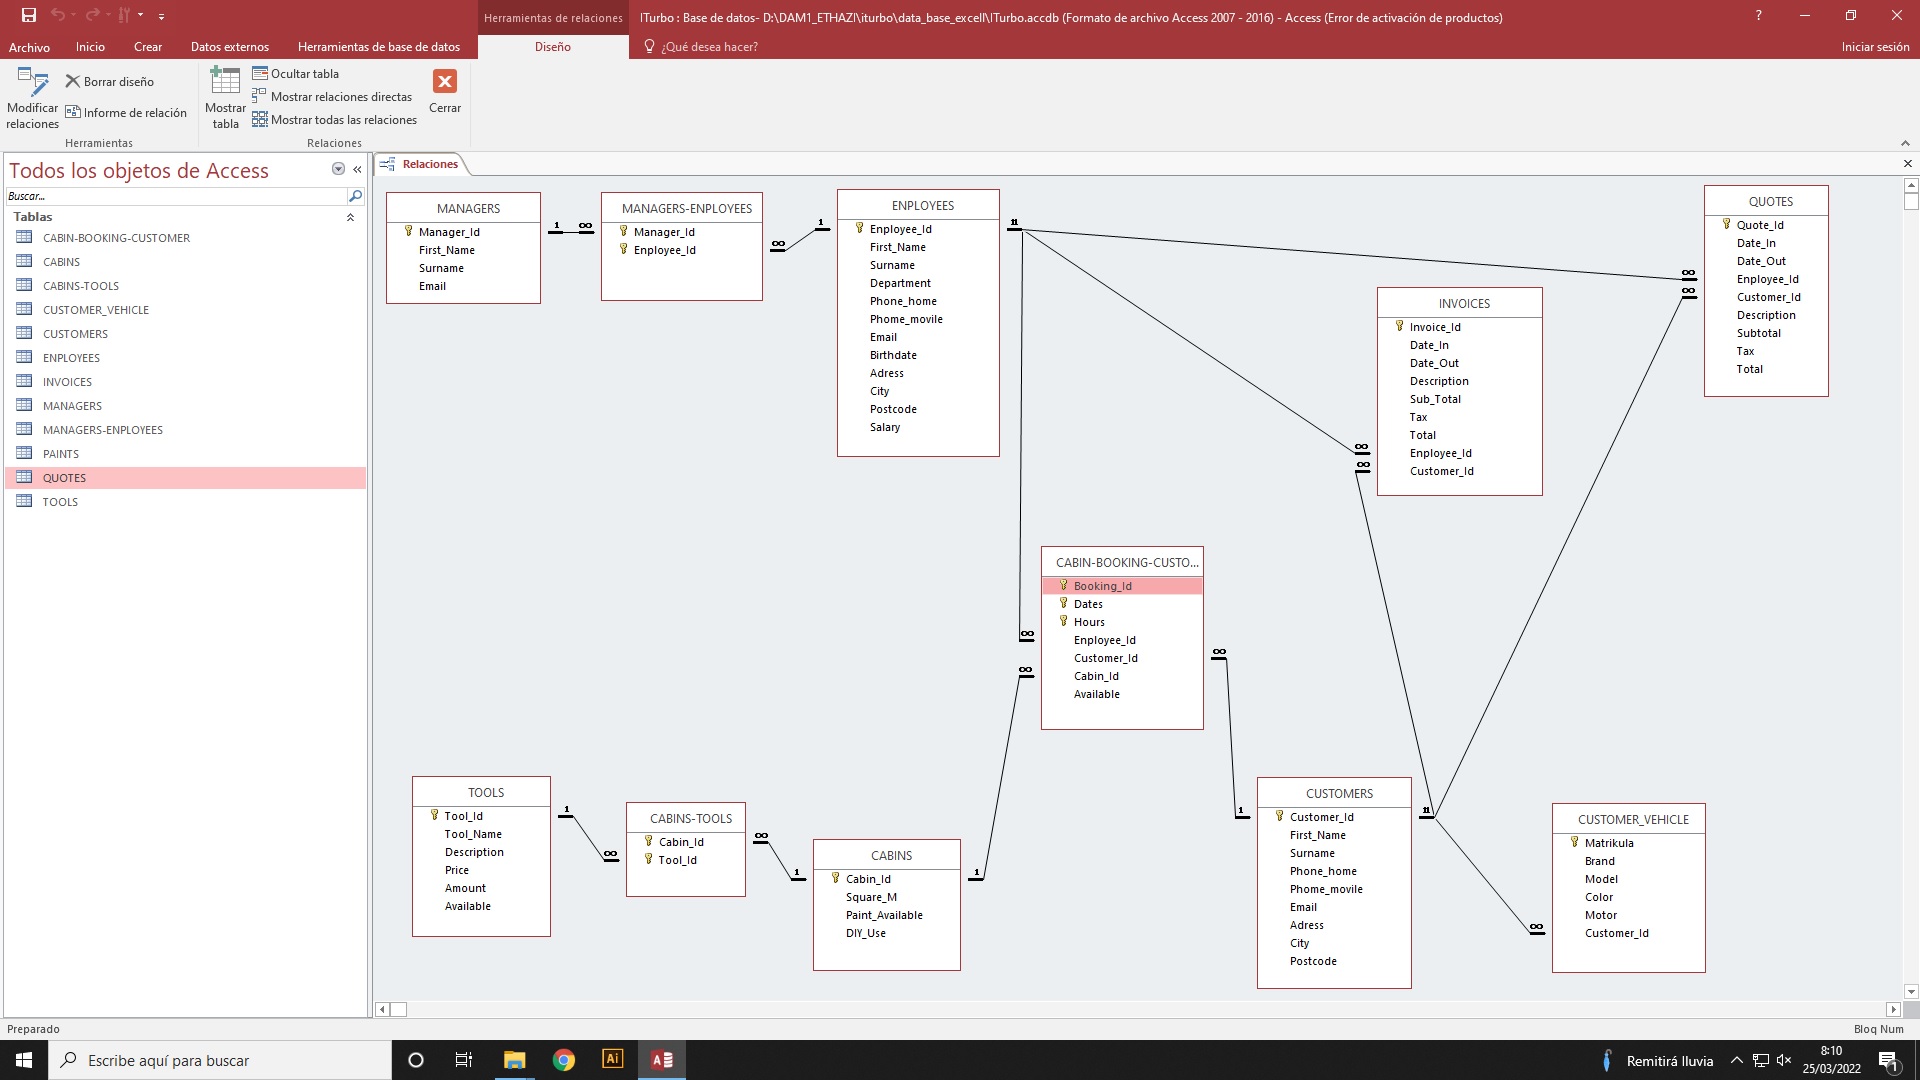 Herramientas de relaciones
ITurbo : Base de datos- D:\DAM1_ETHAZI\iturbo\data_base_excell\ITurbo.accdb (Formato de archivo Access 2007 - 2016) - Access (Error de activación de productos)
?
Archivo
Inicio
Crear
Datos externos
Herramientas de base de datos
Diseño
¿Qué desea hacer?
Iniciar sesión
Modificar relaciones
Borrar diseño
Informe de relación
Herramientas
Mostrar tabla
Ocultar tabla
Mostrar relaciones directas
Mostrar todas las relaciones
Cerrar
Relaciones
Todos los objetos de Access
Buscar...
Tablas
CABIN-BOOKING-CUSTOMER
CABINS
CABINS-TOOLS
CUSTOMER_VEHICLE
CUSTOMERS
ENPLOYEES
INVOICES
MANAGERS
MANAGERS-ENPLOYEES
PAINTS
QUOTES
TOOLS
Relaciones
MANAGERS
Manager_Id
First_Name
Surname
Email
1
∞
MANAGERS-ENPLOYEES
Manager_Id
Enployee_Id
∞
1
ENPLOYEES
Enployee_Id
First_Name
Surname
Department
Phone_home
Phome_movile
Email
Birthdate
Adress
City
Postcode
Salary
11
∞
∞
QUOTES
Quote_Id
Date_In
Date_Out
Enployee_Id
Customer_Id
Description
Subtotal
Tax
Total
INVOICES
Invoice_Id
Date_In
Date_Out
Description
Sub_Total
Tax
Total
Enployee_Id
Customer_Id
∞
∞
CABIN-BOOKING-CUSTO...
Booking_Id
Dates
Hours
Enployee_Id
Customer_Id
Cabin_Id
Available
∞
∞
∞
TOOLS
Tool_Id
Tool_Name
Description
Price
Amount
Available
1
∞
CABINS-TOOLS
Cabin_Id
Tool_Id
∞
1
CABINS
Cabin_Id
Square_M
Paint_Available
DIY_Use
1
1
CUSTOMERS
Customer_Id
First_Name
Surname
Phone_home
Phome_movile
Email
Adress
City
Postcode
11
∞
CUSTOMER_VEHICLE
Matrikula
Brand
Model
Color
Motor
Customer_Id
Preparado
Bloq Num
Escribe aquí para buscar
Ai
Remitirá lluvia
8:10
25/03/2022
1